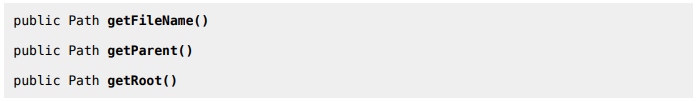 public Path getFileName()
public Path getParent()
public Path getRoot()